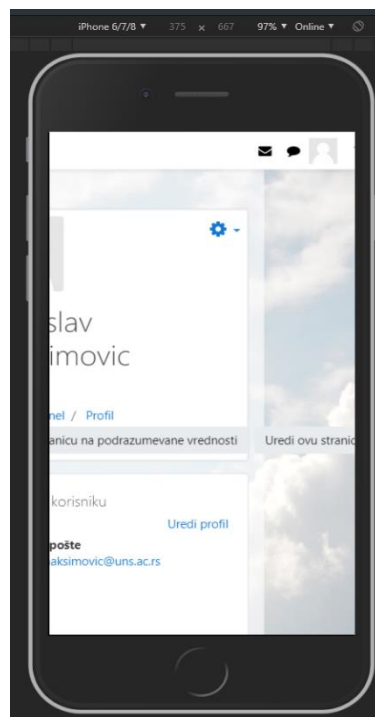 iPhone 6/7/8 ▼ 375 x 667 97% ▼ Online ▼
slav
imovic
nel / Profil
anicu na podrazumevane vrednosti Uredi ovu stranic
korisniku
Uredi profil
pošte
aksimovic@uns.ac.rs